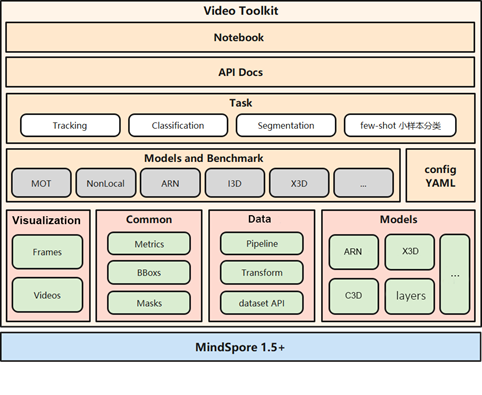 Video Toolkit
Notebook
API Docs
Task
Tracking
Classification
Segmentation
few-shot 小样本分类
Models and Benchmark
MOT
NonLocal
ARN
I3D
X3D
...
config
YAML
Visualization
Frames
Videos
Common
Metrics
BBoxs
Masks
Data
Pipeline
Transform
dataset API
Models
ARN
X3D
C3D
layers
...
MindSpore 1.5+